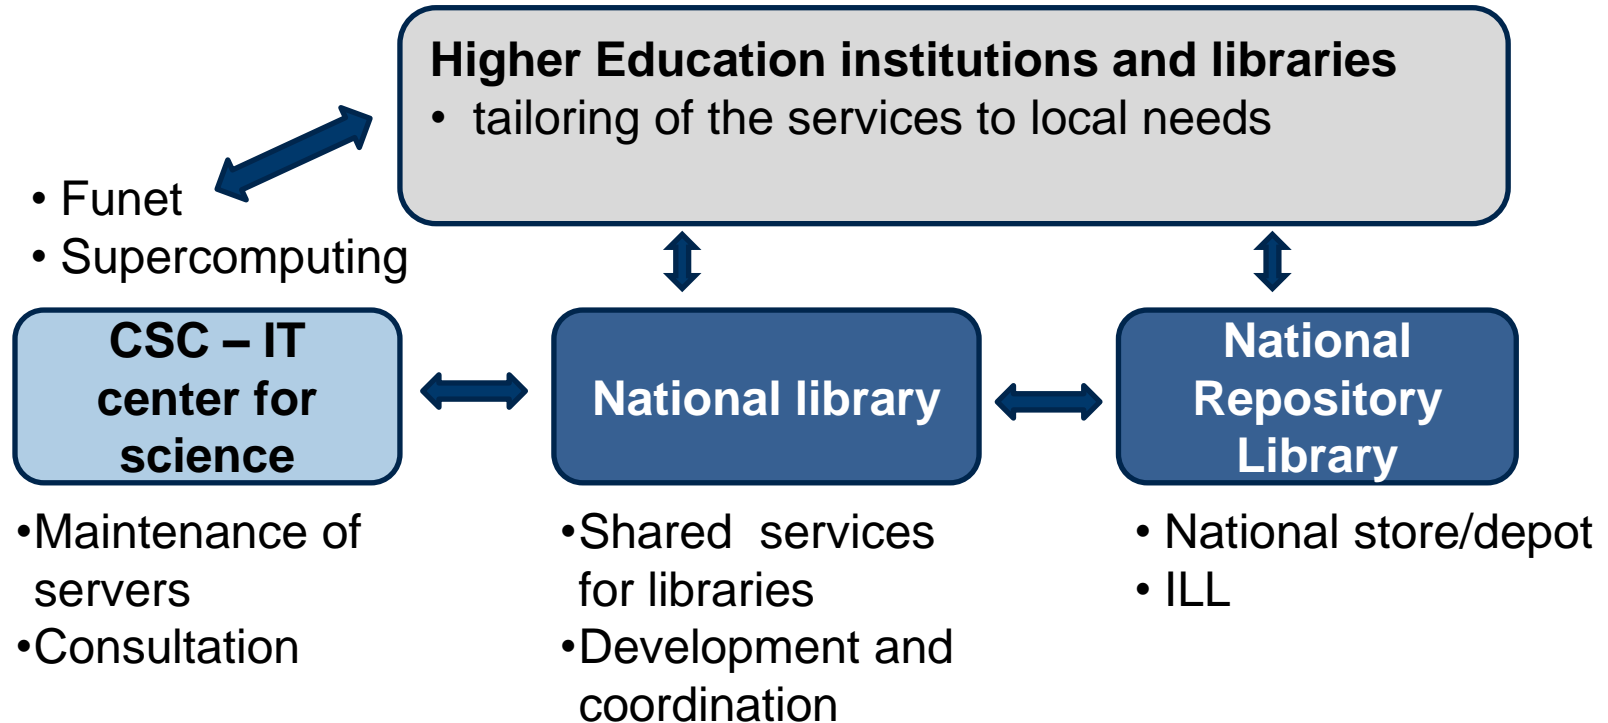 Higher Education institutions and libraries
• tailoring of the services to local needs
• Funet
• Supercomputing
CSC – IT
center for
science
National library
National
Repository
Library
•Maintenance of
servers
•Consultation
•Shared services
for libraries
•Development and
coordination
• National store/depot
• ILL